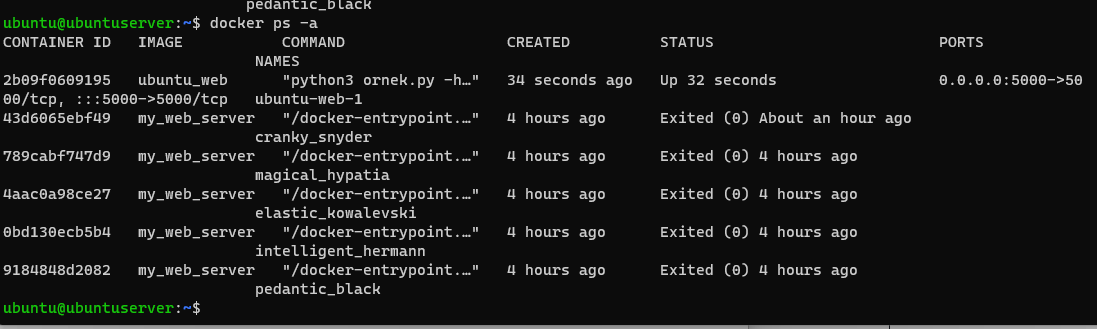 pedantic_black
ubuntu@ubuntuserver:~$ docker ps -a
CONTAINER ID   IMAGE           COMMAND                  CREATED          STATUS                         PORTS
                            NAMES
2b09f0609195   ubuntu_web      "python3 ornek.py -h…"   34 seconds ago   Up 32 seconds                  0.0.0.0:5000->50
00/tcp, :::5000->5000/tcp   ubuntu-web-1
43d6065ebf49   my_web_server   "/docker-entrypoint.…"   4 hours ago      Exited (0) About an hour ago
                            cranky_snyder
789cabf747d9   my_web_server   "/docker-entrypoint.…"   4 hours ago      Exited (0) 4 hours ago
                            magical_hypatia
4aac0a98ce27   my_web_server   "/docker-entrypoint.…"   4 hours ago      Exited (0) 4 hours ago
                            elastic_kowalevski
0bd130ecb5b4   my_web_server   "/docker-entrypoint.…"   4 hours ago      Exited (0) 4 hours ago
                            intelligent_hermann
9184848d2082   my_web_server   "/docker-entrypoint.…"   4 hours ago      Exited (0) 4 hours ago
                            pedantic_black
ubuntu@ubuntuserver:~$